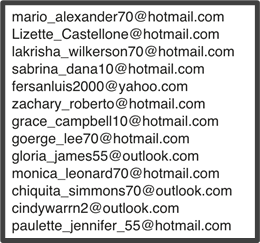 mario_alexander70@hotmail.com
Lizette_Castellone@hotmail.com
lakrisha_wilkerson70@hotmail.com
sabrina_dana10@hotmail.com
fersanluis2000@yahoo.com
zachary_roberto@hotmail.com
grace_campbell10@hotmail.com
goerge_lee70@hotmail.com
gloria_james55@outlook.com
monica_leonard70@hotmail.com
chiquita_simmons70@outlook.com
cindywarrn2@outlook.com
paulette_jennifer_55@hotmail.com